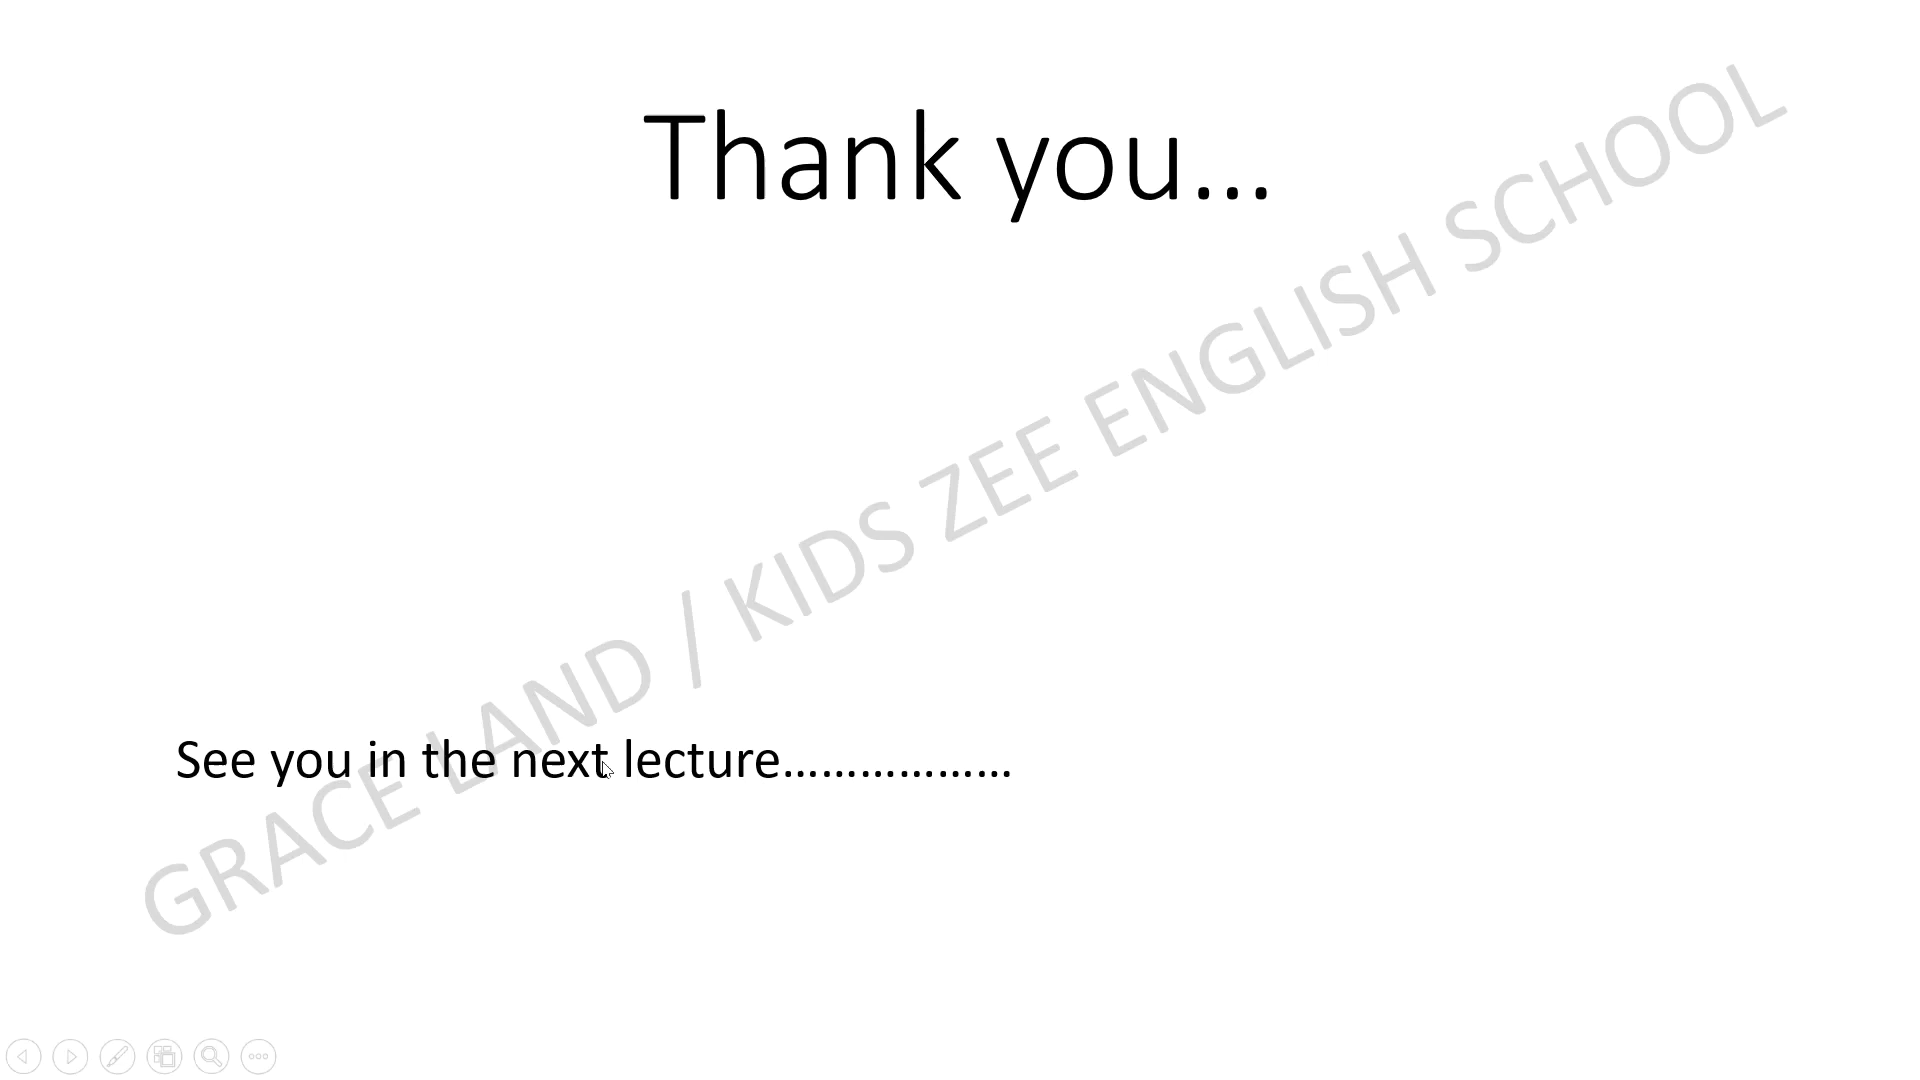 Thank you...
GRACE LAND / KIDS ZEE ENGLISH SCHOOL
See you in the next lecture.....................